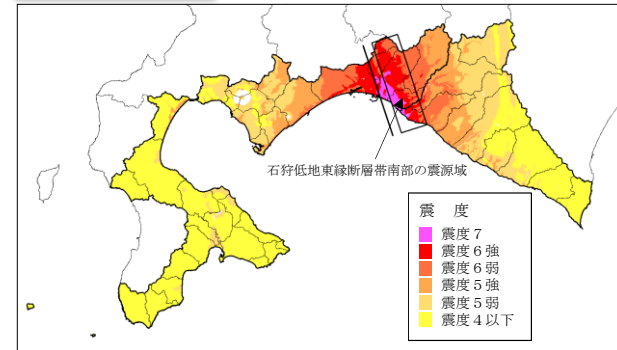 石狩低地東縁断層帯南部の震源域
震　度
震度７
震度６強
震度６弱
震度５強
震度５弱
震度４以下